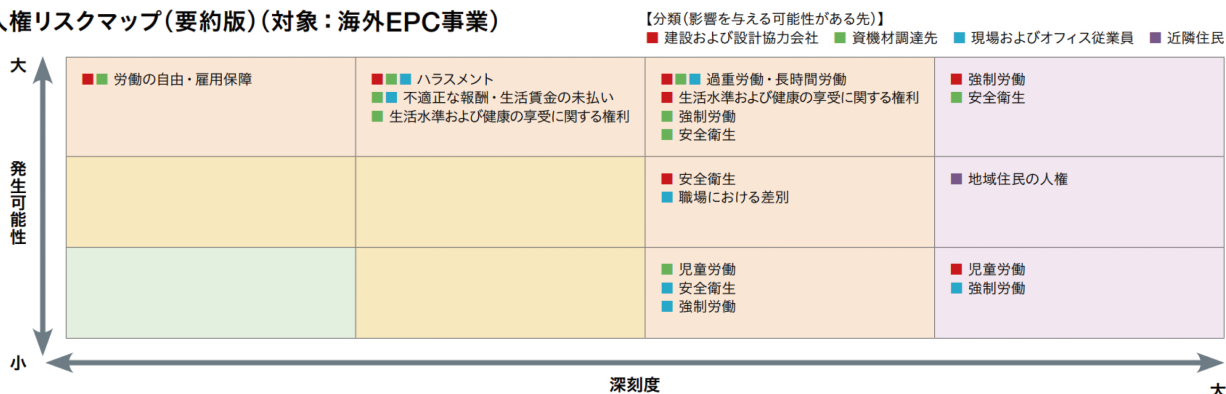 人権リスクマップ(要約版)(対象:海外EPC事業)
【分類(影響を与える可能性がある先)】
■ 建設および設計協力会社 ■ 資機材調達先 ■ 現場およびオフィス従業員 ■ 近隣住民
大
発生可能性
小
■■ 労働の自由・雇用保障
■■■ ハラスメント
■■ 不適正な報酬・生活賃金の未払い
■ 生活水準および健康の享受に関する権利
■■■ 過重労働・長時間労働
■ 生活水準および健康の享受に関する権利
■ 強制労働
■ 安全衛生
■ 強制労働
■ 安全衛生
■ 安全衛生
■ 職場における差別
■ 地域住民の人権
■ 児童労働
■ 安全衛生
■ 強制労働
■ 児童労働
■ 強制労働
深刻度
大